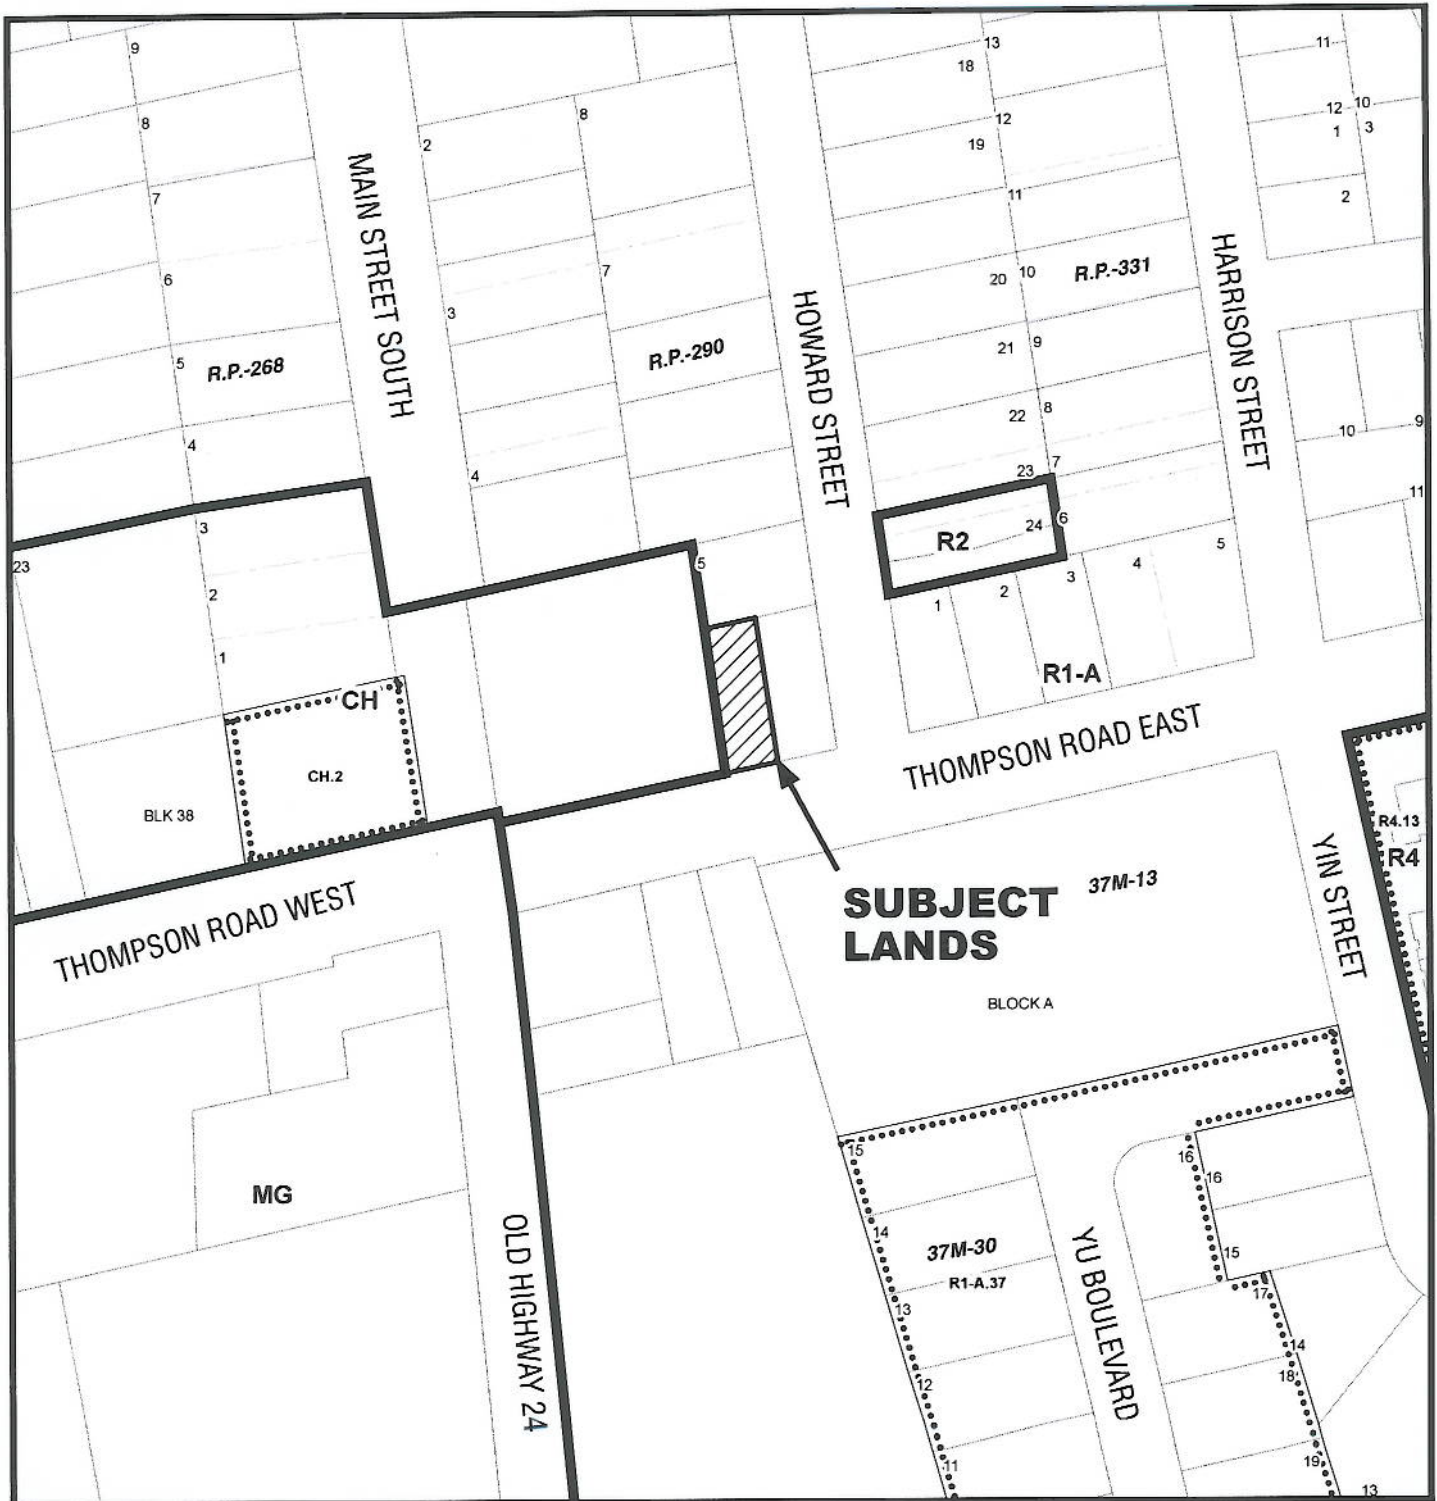 9
13
18
11
8
8
2
12
19
12
10
1
3
7
11
2
6
7
20
10
R.P.-331
MAIN STREET SOUTH
3
HOWARD STREET
HARRISON STREET
5
R.P.-268
R.P.-290
21
9
4
22
8
10
9
4
23
7
11
3
24
6
R2
23
5
5
4
3
2
1
2
1
R1-A
CH
CH.2
THOMPSON ROAD EAST
BLK 38
R4.13
R4
YIN STREET
SUBJECT
LANDS
37M-13
THOMPSON ROAD WEST
BLOCK A
15
16
16
MG
14
37M-30
15
R1-A.37
17
OLD HIGHWAY 24
YU BOULEVARD
13
14
18
12
11
19
13